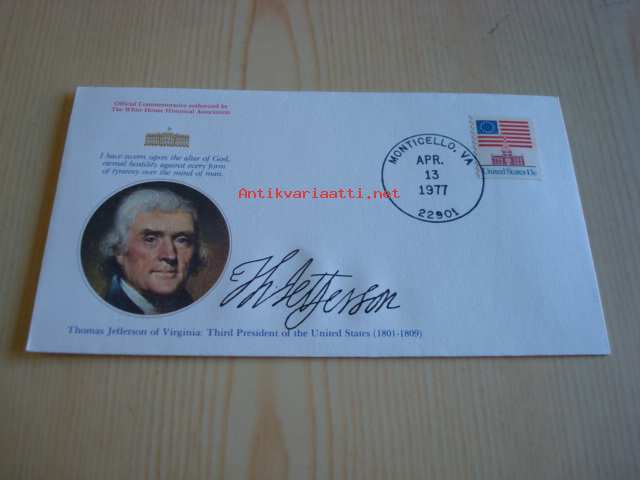 Official Commemorative authorized by
The White House Historical Association
I have sworn upon the altar of God,
eternal hostility against every form
of tyranny over the mind of man.
Antikvariaatti.net
MONTICELLO, VA
APR.
13
1977
22901
United States 13c
Th Jefferson
Thomas Jefferson of Virginia: Third President of the United States (1801-1809)